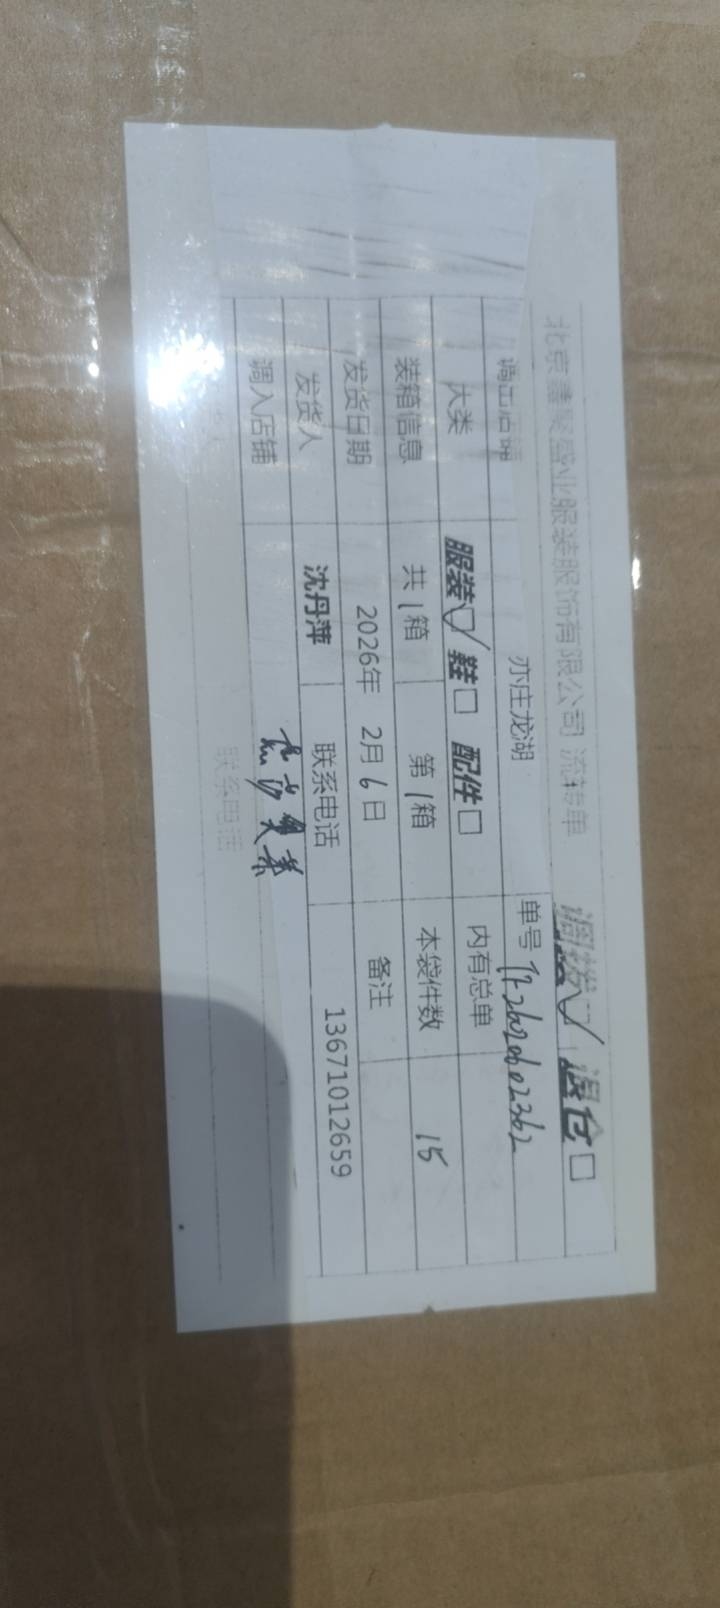 北京鑫聚盛业服装服饰有限公司 流转单 调拨☑ 退仓□
调出店铺 亦庄龙湖 单号
大类 服装☑ 鞋□ 配件□ 内有总单
装箱信息 共1箱 第1箱 本袋件数 15
发货日期 2026年 2月6日 备注
发货人 沈丹萍 联系电话 13671012659
调入店铺
联系电话